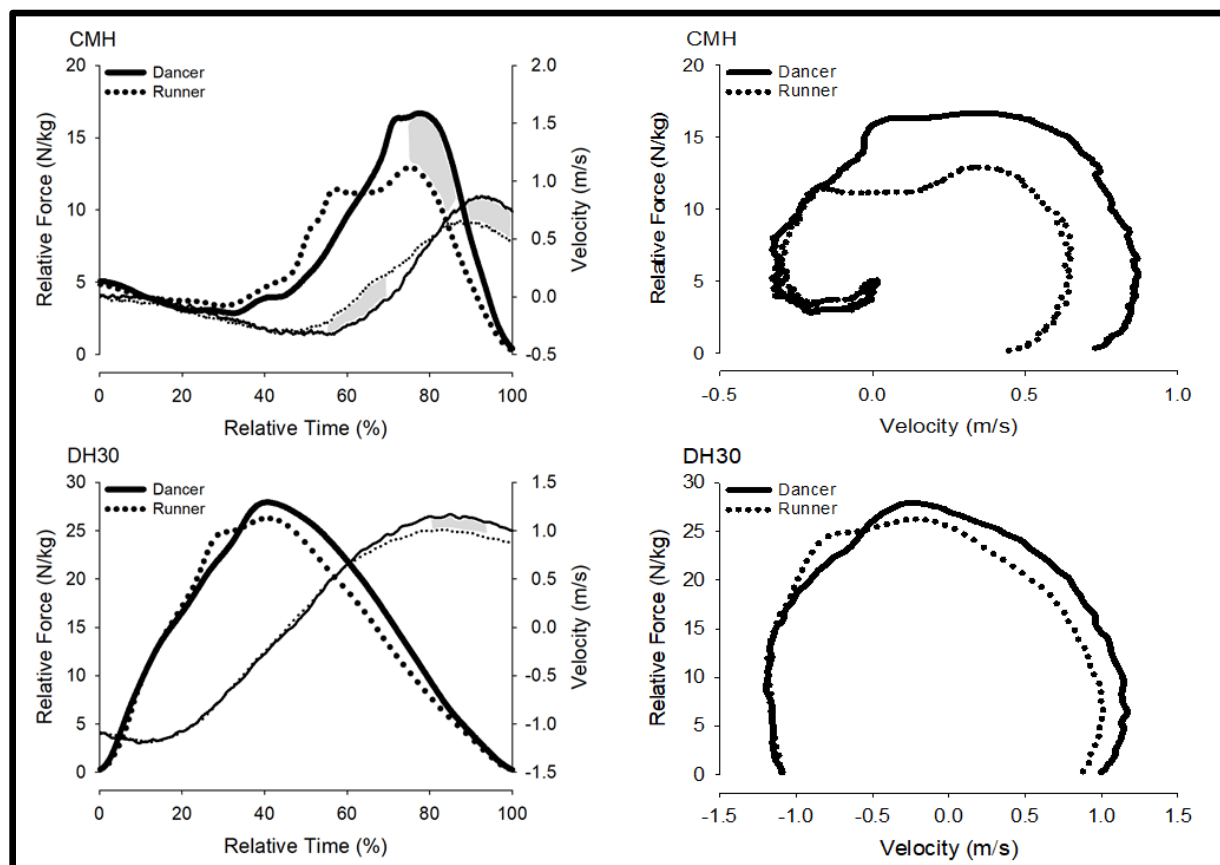 CMH
Dancer
Runner
20
15
10
5
0
Relative Force (N/kg)
2.0
1.5
1.0
0.5
0.0
-0.5
Velocity (m/s)
0 20 40 60 80 100
Relative Time (%)
CMH
Dancer
Runner
20
15
10
5
0
Relative Force (N/kg)
-0.5 0.0 0.5 1.0
Velocity (m/s)
DH30
Dancer
Runner
30
25
20
15
10
5
0
Relative Force (N/kg)
1.5
1.0
0.5
0.0
-0.5
-1.0
-1.5
Velocity (m/s)
0 20 40 60 80 100
Relative Time (%)
DH30
Dancer
Runner
30
25
20
15
10
5
0
Relative Force (N/kg)
-1.5 -1.0 -0.5 0.0 0.5 1.0 1.5
Velocity (m/s)